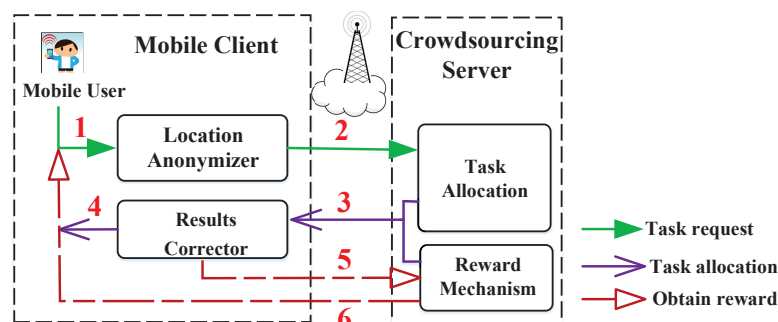 Mobile Client
Crowdsourcing
Server
Mobile User
1
Location
Anonymizer
2
Task
Allocation
3
4
Results
Corrector
5
Reward
Mechanism
6
Task request
Task allocation
Obtain reward